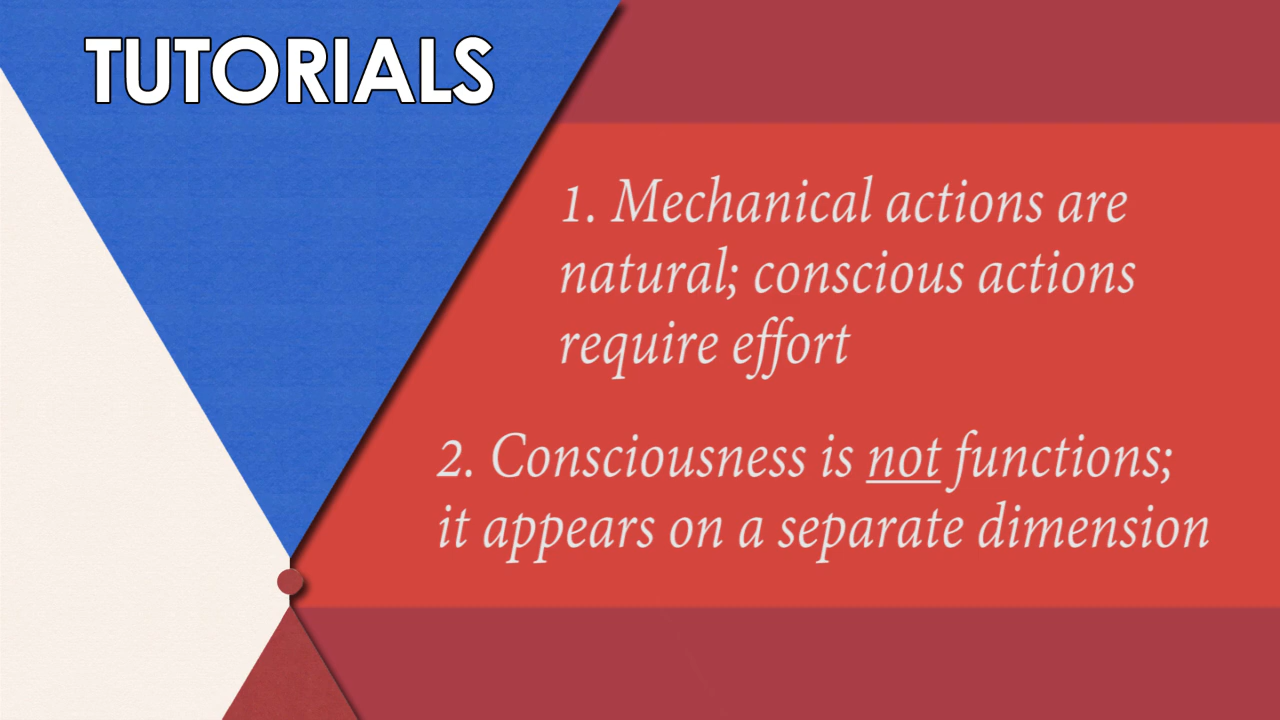 TUTORIALS
1. Mechanical actions are
natural; conscious actions
require effort
2. Consciousness is not functions;
it appears on a separate dimension